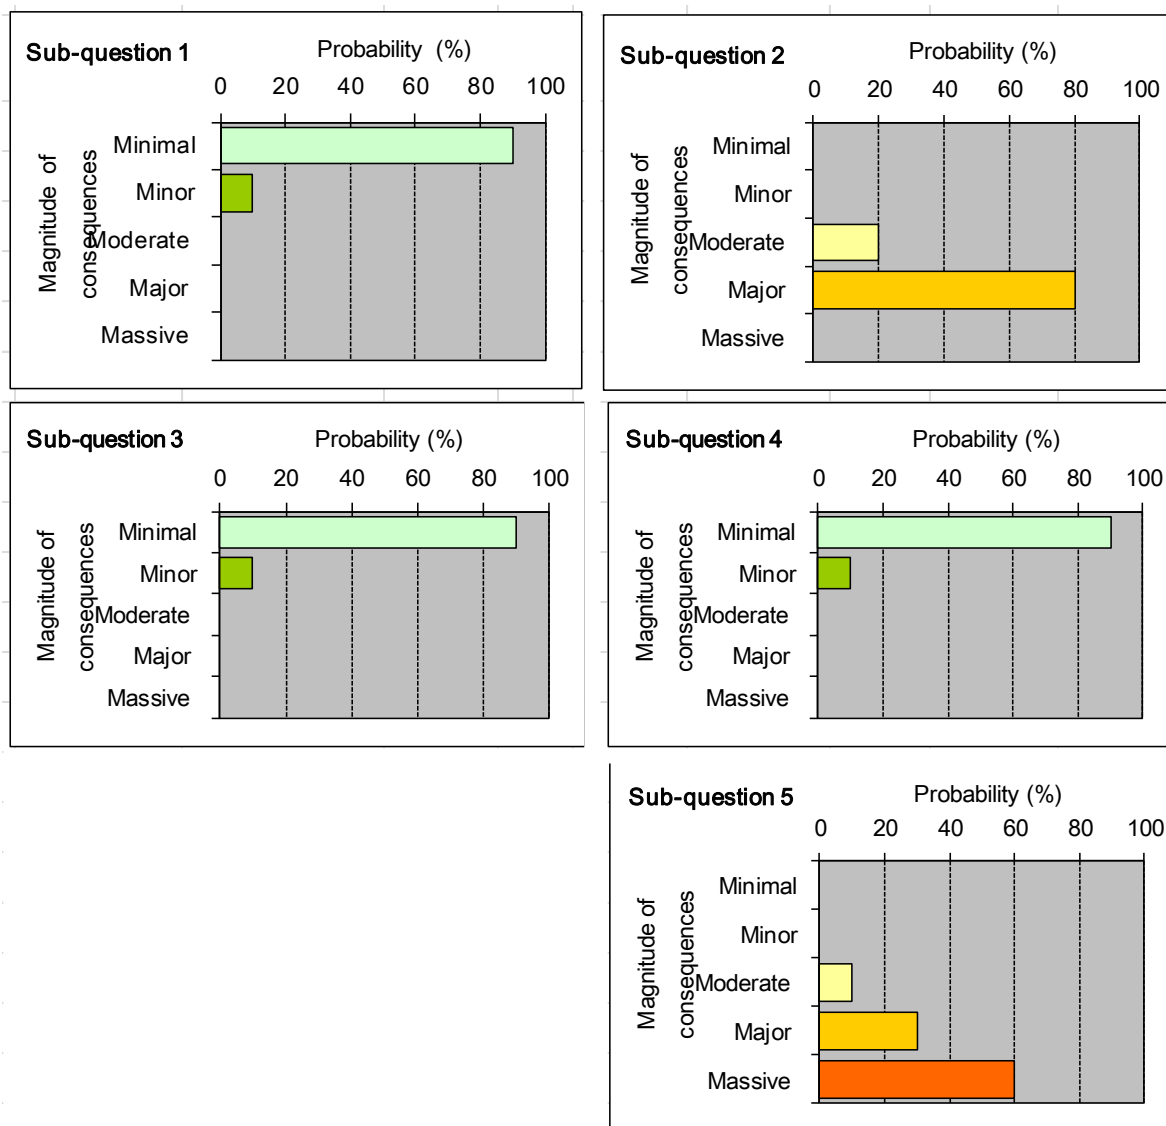 Sub-question 1
Probability (%)
0 20 40 60 80 100
Magnitude of
consequences
Minimal
Minor
Moderate
Major
Massive
Sub-question 2
Probability (%)
0 20 40 60 80 100
Magnitude of
consequences
Minimal
Minor
Moderate
Major
Massive
Sub-question 3
Probability (%)
0 20 40 60 80 100
Magnitude of
consequences
Minimal
Minor
Moderate
Major
Massive
Sub-question 4
Probability (%)
0 20 40 60 80 100
Magnitude of
consequences
Minimal
Minor
Moderate
Major
Massive
Sub-question 5
Probability (%)
0 20 40 60 80 100
Magnitude of
consequences
Minimal
Minor
Moderate
Major
Massive